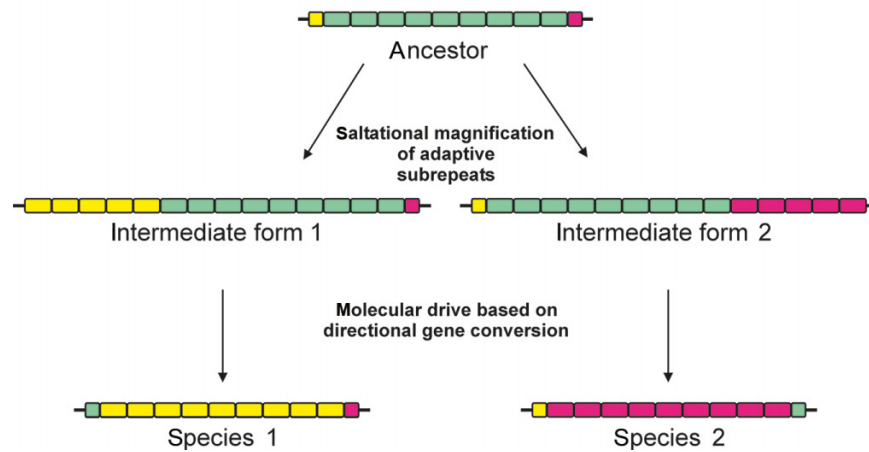 Ancestor
Saltational magnification
of adaptive
subrepeats
Intermediate form 1
Intermediate form 2
Molecular drive based on
directional gene conversion
Species 1
Species 2